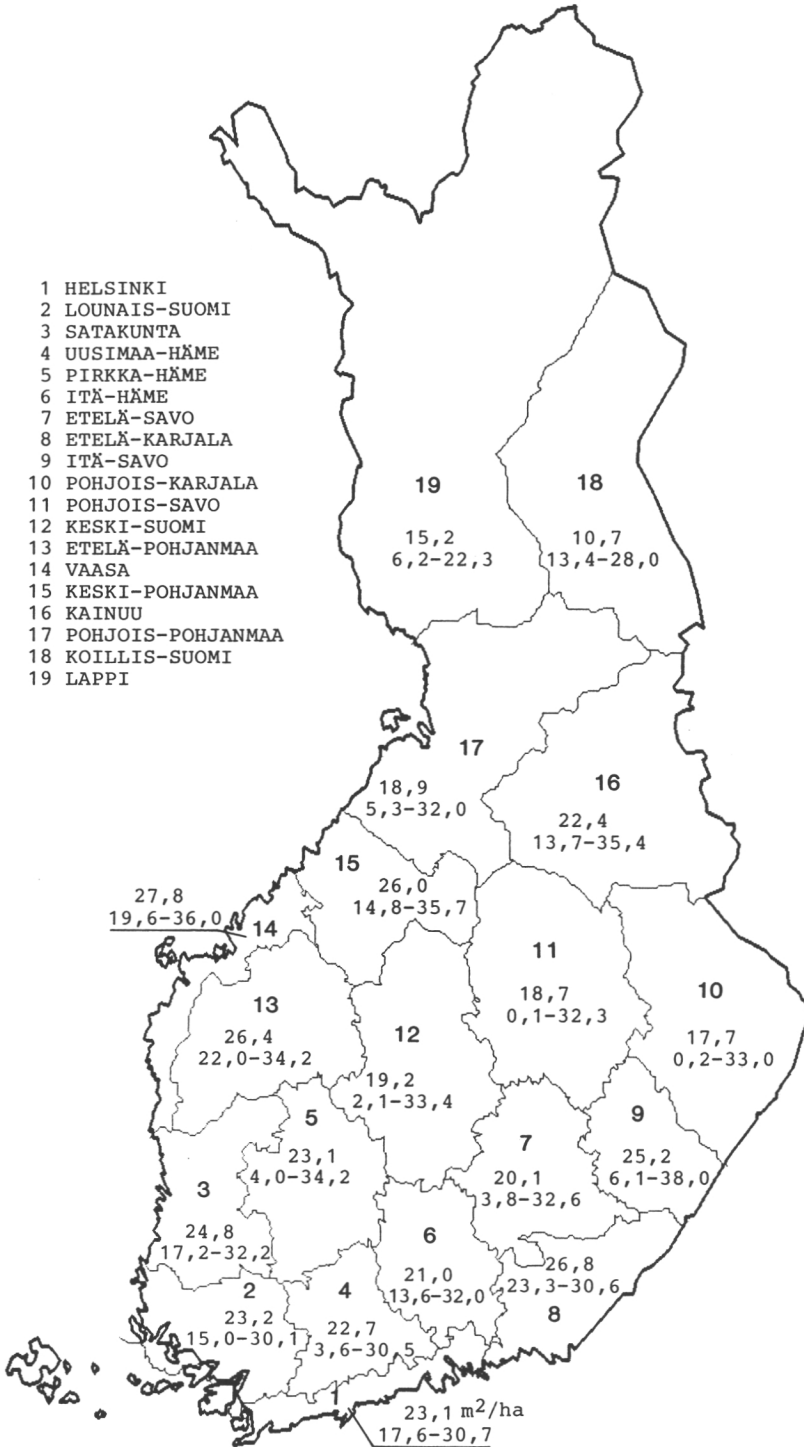 1 HELSINKI
2 LOUNAIS-SUOMI
3 SATAKUNTA
4 UUSIMAA-HÄME
5 PIRKKA-HÄME
6 ITÄ-HÄME
7 ETELÄ-SAVO
8 ETELÄ-KARJALA
9 ITÄ-SAVO
10 POHJOIS-KARJALA
11 POHJOIS-SAVO
12 KESKI-SUOMI
13 ETELÄ-POHJANMAA
14 VAASA
15 KESKI-POHJANMAA
16 KAINUU
17 POHJOIS-POHJANMAA
18 KOILLIS-SUOMI
19 LAPPI
19
15,2
6,2-22,3
18
10,7
13,4-28,0
17
18,9
5,3-32,0
16
22,4
13,7-35,4
15
26,0
14,8-35,7
27,8
19,6-36,0
14
13
26,4
22,0-34,2
12
19,2
2,1-33,4
11
18,7
0,1-32,3
10
17,7
0,2-33,0
9
25,2
6,1-38,0
7
20,1
3,8-32,6
5
23,1
4,0-34,2
3
24,8
17,2-32,2
6
21,0
13,6-32,0
26,8
23,3-30,6
8
2
23,2
15,0-30,1
4
22,7
3,6-30,5
1
23,1 m²/ha
17,6-30,7